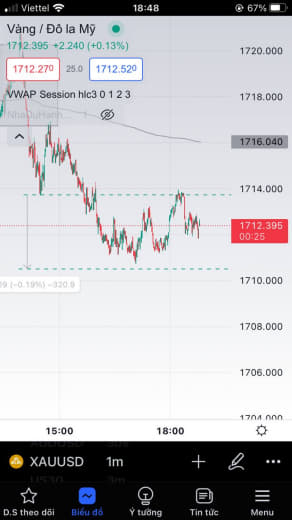 Viettel 18:48 67%
Vàng / Đô la Mỹ
1712.395 +2.240 (+0.13%)
1712.270 25.0 1712.520
VWAP Session hlc3 0 1 2 3
NhaDuHanh...
1720.000
1718.000
1716.040
1714.000
1712.395
00:25
1710.000
(−0.19%) −320.9
1708.000
1706.000
1704.000
15:00 18:00
XAUUSD 1m
US30
D.S theo dõi Biểu đồ Ý tưởng Tin tức Menu